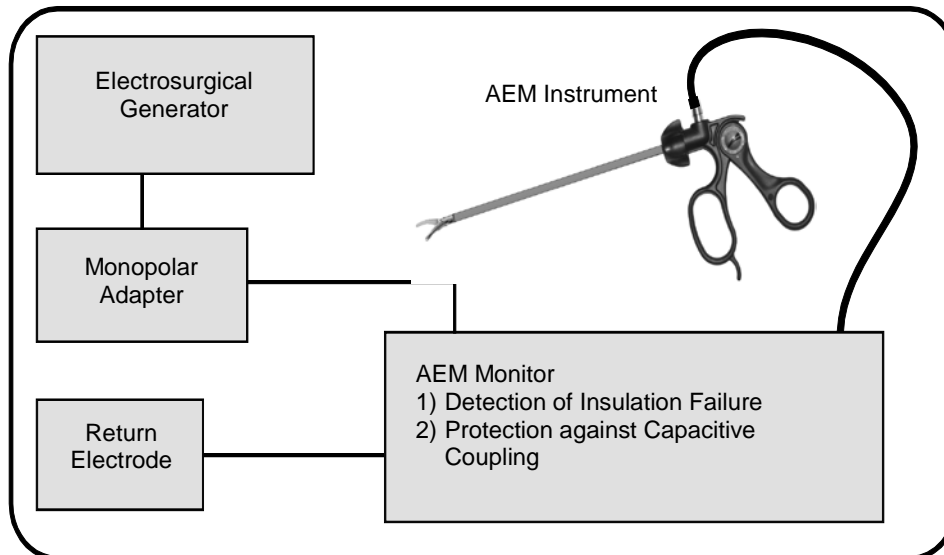 Electrosurgical
Generator
AEM Instrument
Monopolar
Adapter
AEM Monitor
1) Detection of Insulation Failure
2) Protection against Capacitive
Coupling
Return
Electrode